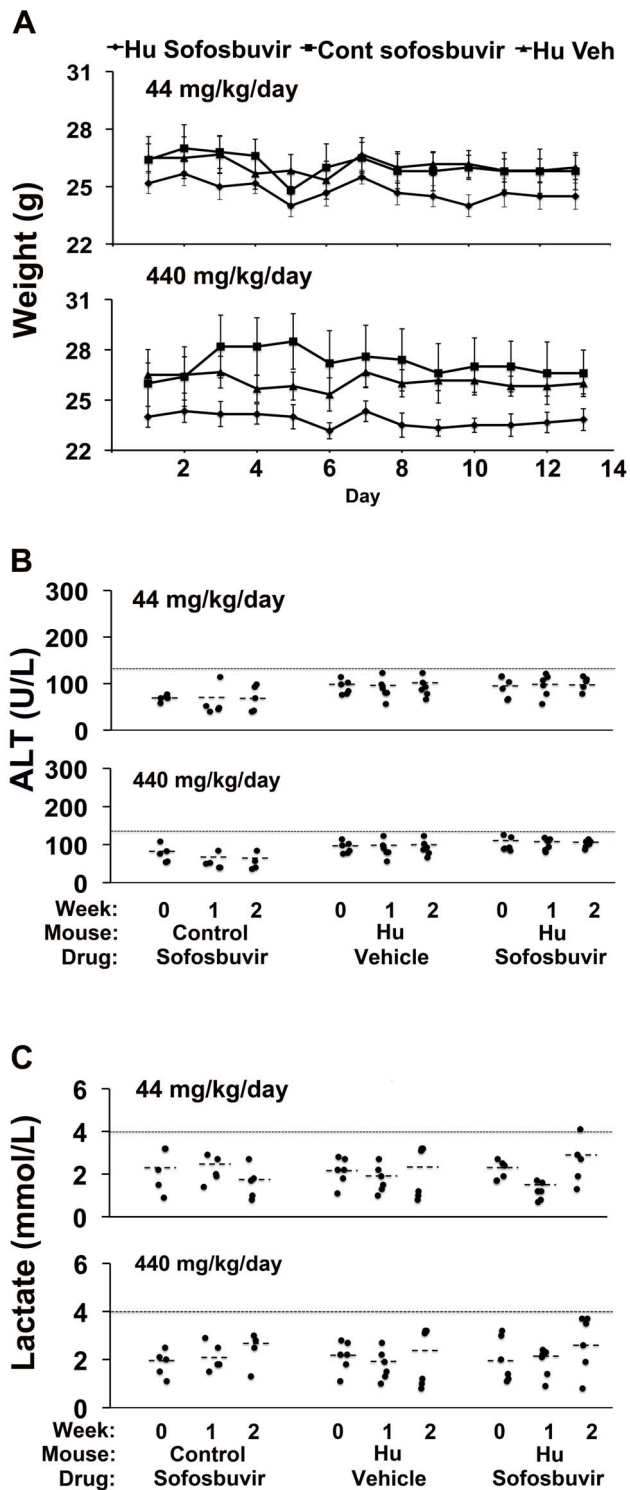 A
Hu Sofosbuvir Cont sofosbuvir Hu Veh
44 mg/kg/day
31
28
25
22
Weight (g)
440 mg/kg/day
31
28
25
22
2 4 6 8 10 12 14
Day
B
44 mg/kg/day
300
200
100
0
ALT (U/L)
440 mg/kg/day
300
200
100
0
Week: 0 1 2 0 1 2 0 1 2
Mouse: Control Hu Hu
Drug: Sofosbuvir Vehicle Sofosbuvir
C
44 mg/kg/day
6
4
2
0
Lactate (mmol/L)
440 mg/kg/day
6
4
2
0
Week: 0 1 2 0 1 2 0 1 2
Mouse: Control Hu Hu
Drug: Sofosbuvir Vehicle Sofosbuvir